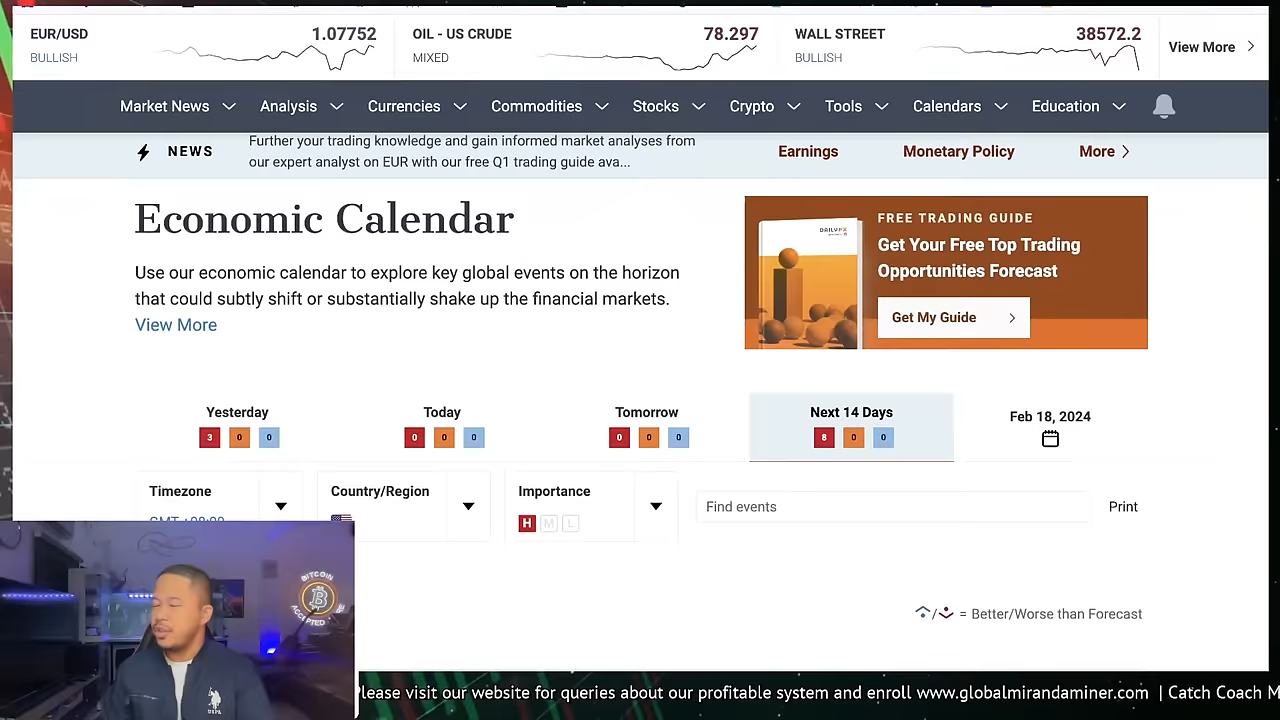 EUR/USD
1.07752
BULLISH
OIL - US CRUDE
78.297
MIXED
WALL STREET
38572.2
BULLISH
View More
Market News
Analysis
Currencies
Commodities
Stocks
Crypto
Tools
Calendars
Education
NEWS
Further your trading knowledge and gain informed market analyses from
our expert analyst on EUR with our free Q1 trading guide ava...
Earnings
Monetary Policy
More
Economic Calendar
Use our economic calendar to explore key global events on the horizon
that could subtly shift or substantially shake up the financial markets.
View More
DAILYFX
FREE TRADING GUIDE
Get Your Free Top Trading
Opportunities Forecast
Get My Guide
Yesterday
3 0 0
Today
0 0 0
Tomorrow
0 0 0
Next 14 Days
8 0 0
Feb 18, 2024
Timezone
Country/Region
Importance
H M L
Find events
Print
/ = Better/Worse than Forecast
BITCOIN
ACCEPTED
USPA
Please visit our website for queries about our profitable system and enroll www.globalmirandaminer.com | Catch Coach M